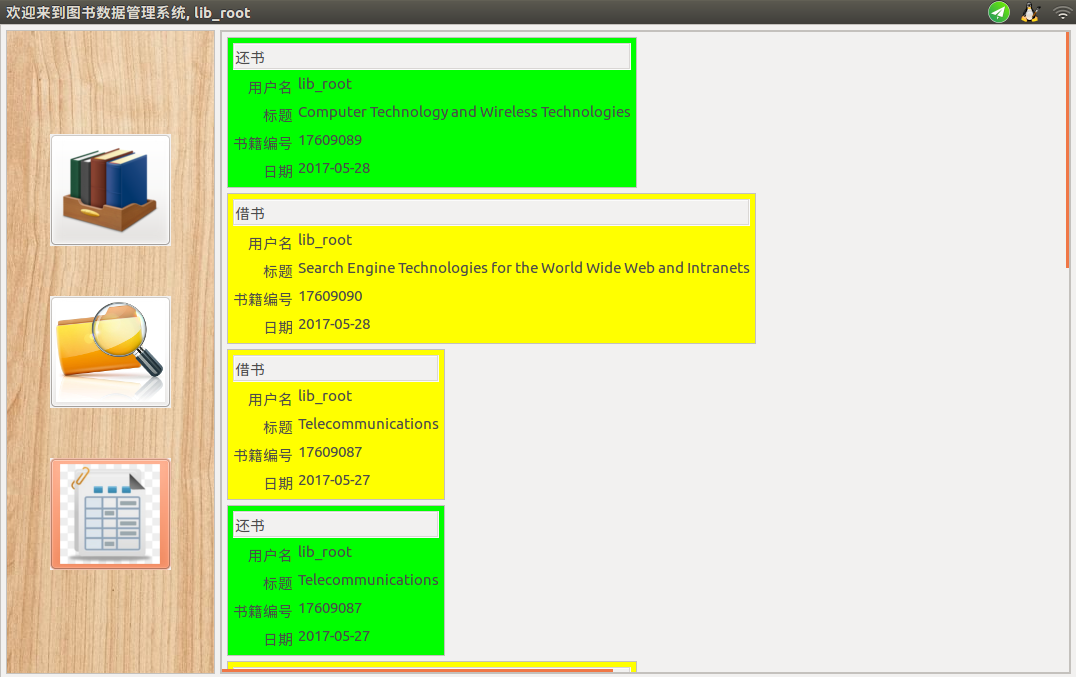 欢迎来到图书数据管理系统, lib_root
还书
用户名 lib_root
标题 Computer Technology and Wireless Technologies
书籍编号 17609089
日期 2017-05-28
借书
用户名 lib_root
标题 Search Engine Technologies for the World Wide Web and Intranets
书籍编号 17609090
日期 2017-05-28
借书
用户名 lib_root
标题 Telecommunications
书籍编号 17609087
日期 2017-05-27
还书
用户名 lib_root
标题 Telecommunications
书籍编号 17609087
日期 2017-05-27